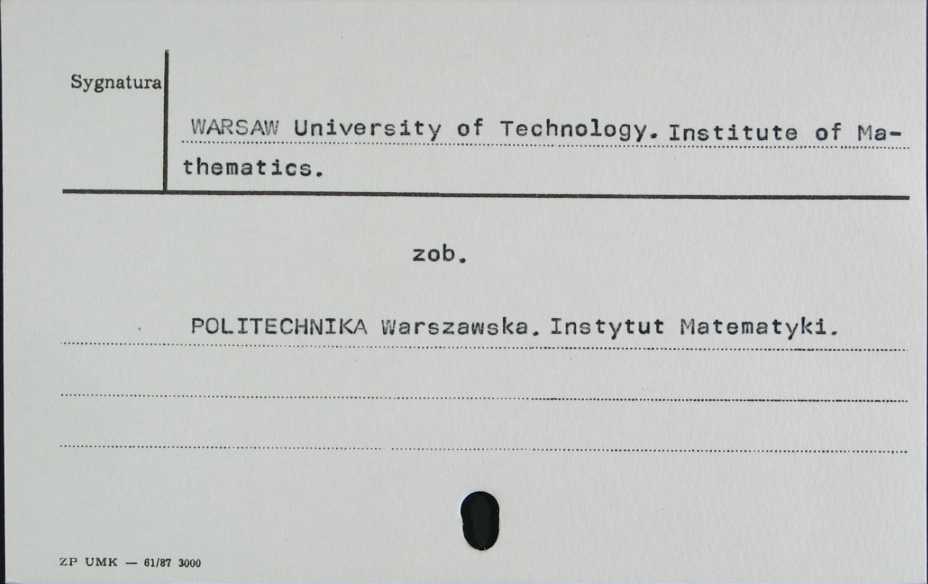 Sygnatura
WARSAW University of Technology. Institute of Ma-
thematics.
zob.
POLITECHNIKA Warszawska. Instytut Matematyki.
ZP UMK — 61/87 3000